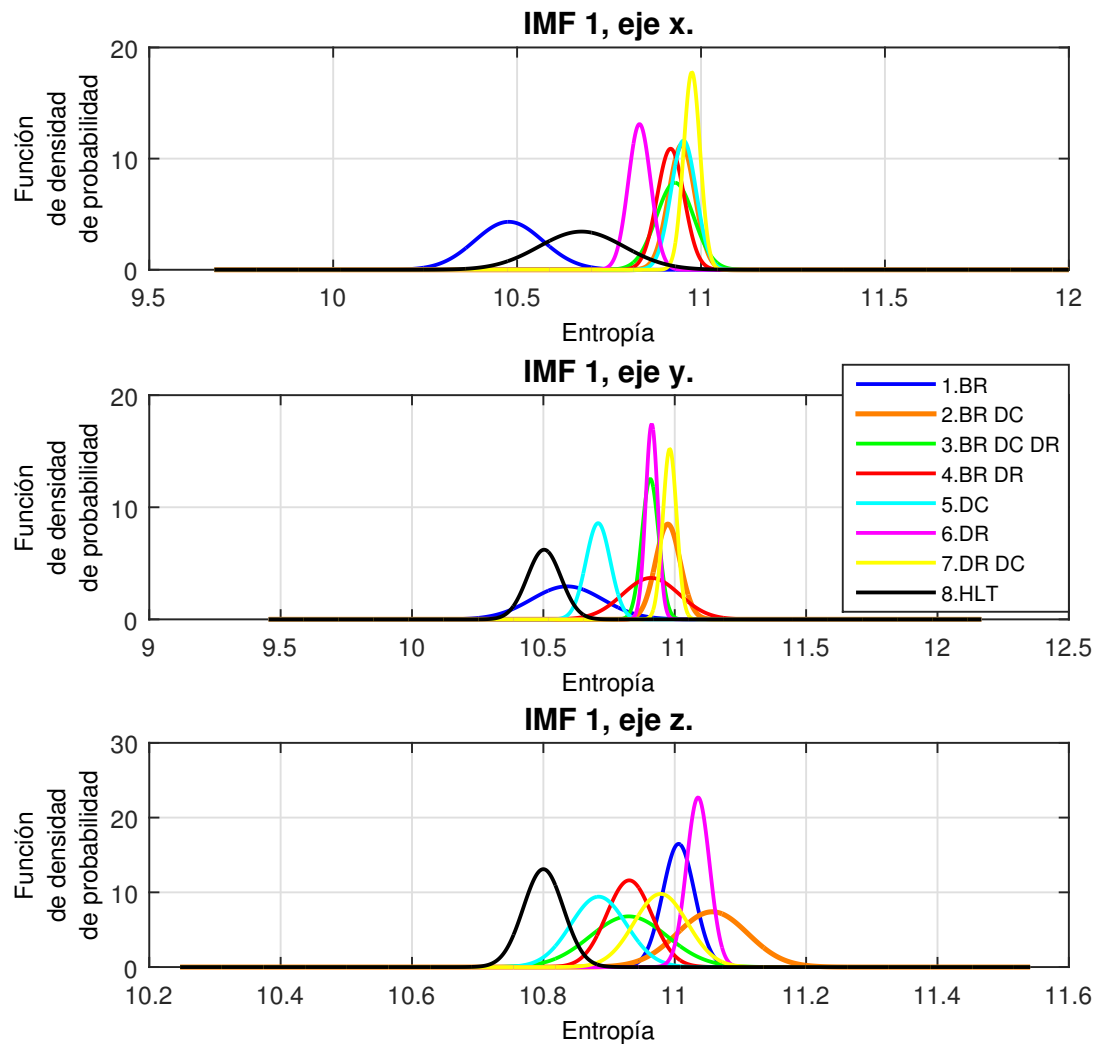 IMF 1, eje x.
Función
de densidad
de probabilidad
20
10
0
9.5 10 10.5 11 11.5 12
Entropía
IMF 1, eje y.
Función
de densidad
de probabilidad
20
10
0
9 9.5 10 10.5 11 11.5 12 12.5
Entropía
1.BR
2.BR DC
3.BR DC DR
4.BR DR
5.DC
6.DR
7.DR DC
8.HLT
IMF 1, eje z.
Función
de densidad
de probabilidad
30
20
10
0
10.2 10.4 10.6 10.8 11 11.2 11.4 11.6
Entropía